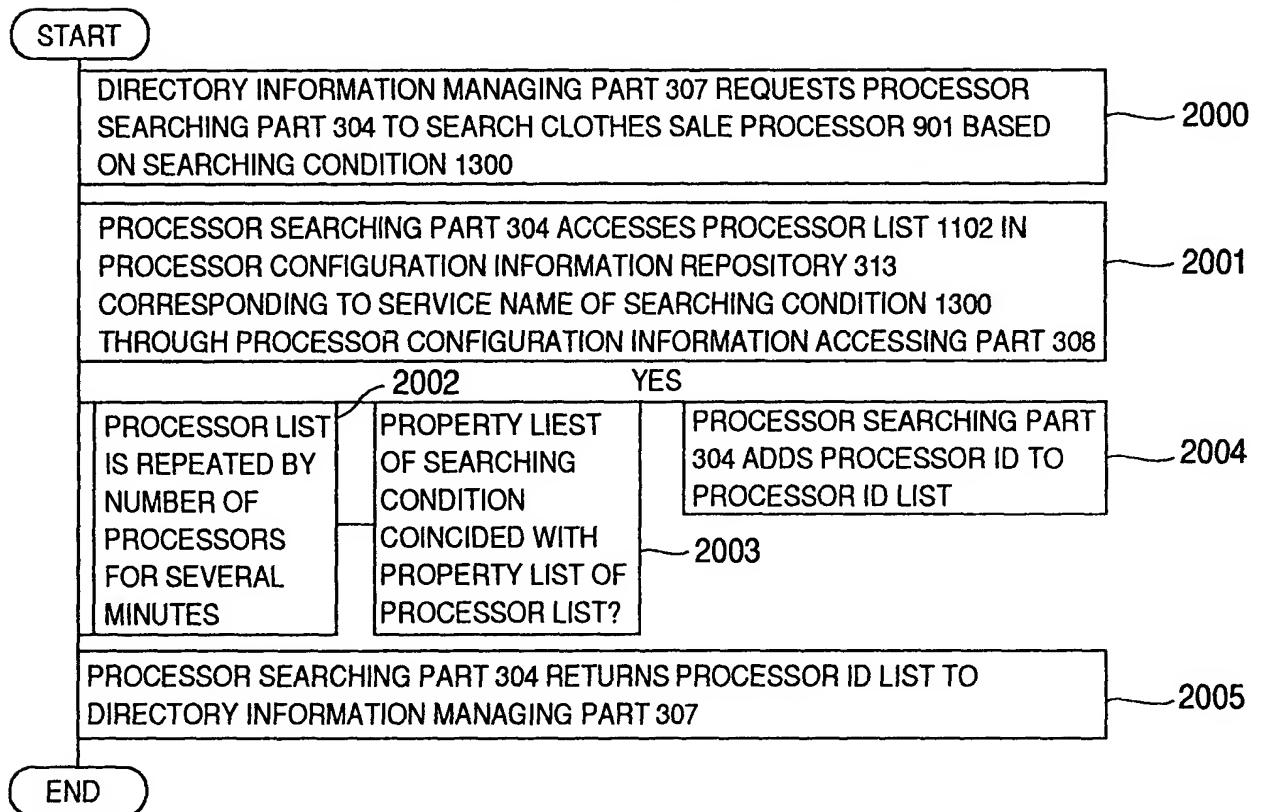 START
DIRECTORY INFORMATION MANAGING PART 307 REQUESTS PROCESSOR
SEARCHING PART 304 TO SEARCH CLOTHES SALE PROCESSOR 901 BASED
ON SEARCHING CONDITION 1300
2000
PROCESSOR SEARCHING PART 304 ACCESSES PROCESSOR LIST 1102 IN
PROCESSOR CONFIGURATION INFORMATION REPOSITORY 313
CORRESPONDING TO SERVICE NAME OF SEARCHING CONDITION 1300
THROUGH PROCESSOR CONFIGURATION INFORMATION ACCESSING PART 308
2001
2002
PROCESSOR LIST
IS REPEATED BY
NUMBER OF
PROCESSORS
FOR SEVERAL
MINUTES
PROPERTY LIEST
OF SEARCHING
CONDITION
COINCIDED WITH
PROPERTY LIST OF
PROCESSOR LIST?
2003
YES
PROCESSOR SEARCHING PART
304 ADDS PROCESSOR ID TO
PROCESSOR ID LIST
2004
PROCESSOR SEARCHING PART 304 RETURNS PROCESSOR ID LIST TO
DIRECTORY INFORMATION MANAGING PART 307
2005
END